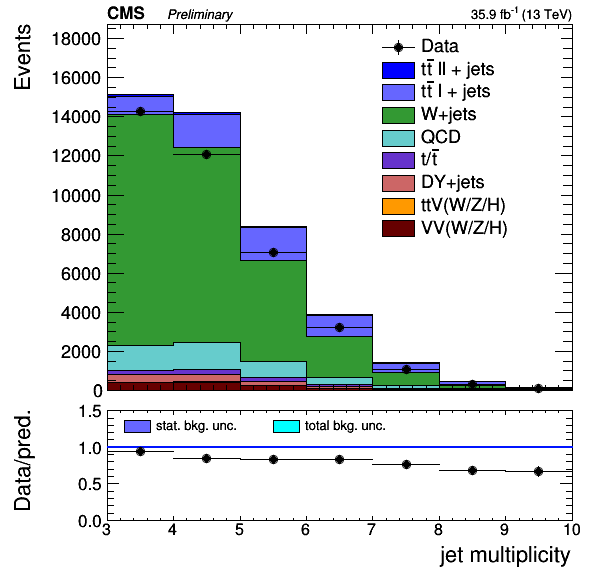 CMS Preliminary 35.9 fb⁻¹ (13 TeV)
Events
18000
16000
14000
12000
10000
8000
6000
4000
2000
0
Data
tt̄ ll + jets
tt̄ l + jets
W+jets
QCD
t/t̄
DY+jets
ttV(W/Z/H)
VV(W/Z/H)
Data/pred.
1.5
1.0
0.5
0.0
stat. bkg. unc. total bkg. unc.
3 4 5 6 7 8 9 10
jet multiplicity